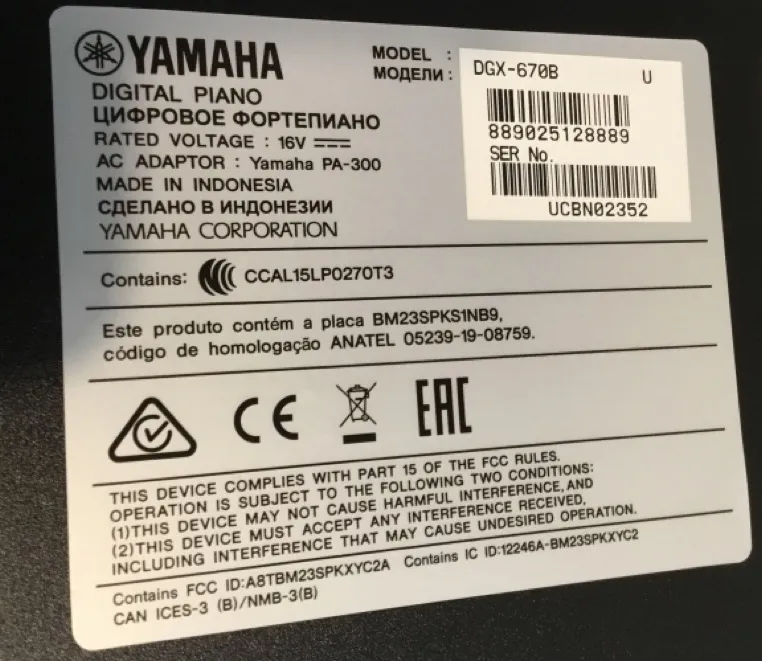 YAMAHA
DIGITAL PIANO
ЦИФРОВОЕ ФОРТЕПИАНО
RATED VOLTAGE : 16V
AC ADAPTOR : Yamaha PA-300
MADE IN INDONESIA
СДЕЛАНО В ИНДОНЕЗИИ
YAMAHA CORPORATION
MODEL :
МОДЕЛИ :
DGX-670B U
889025128889
SER No.
UCBN02352
Contains: CCAL15LP0270T3
Este produto contém a placa BM23SPKS1NB9,
código de homologação ANATEL 05239-19-08759.
CE
EAC
THIS DEVICE COMPLIES WITH PART 15 OF THE FCC RULES.
OPERATION IS SUBJECT TO THE FOLLOWING TWO CONDITIONS:
(1)THIS DEVICE MAY NOT CAUSE HARMFUL INTERFERENCE,AND
(2)THIS DEVICE MUST ACCEPT ANY INTERFERENCE RECEIVED,
INCLUDING INTERFERENCE THAT MAY CAUSE UNDESIRED OPERATION.
Contains FCC ID:A8TBM23SPKXYC2A Contains IC ID:12246A-BM23SPKXYC2
CAN ICES-3 (B)/NMB-3(B)